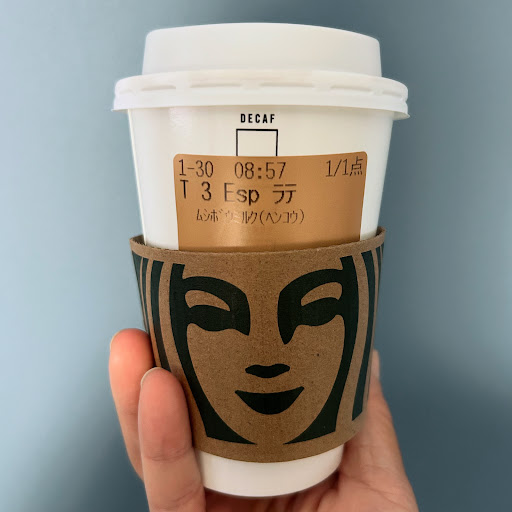 DECAF
1-30 08:57 1/1点
T 3 Esp ラテ
ムシボウミルク(ヘンコウ)